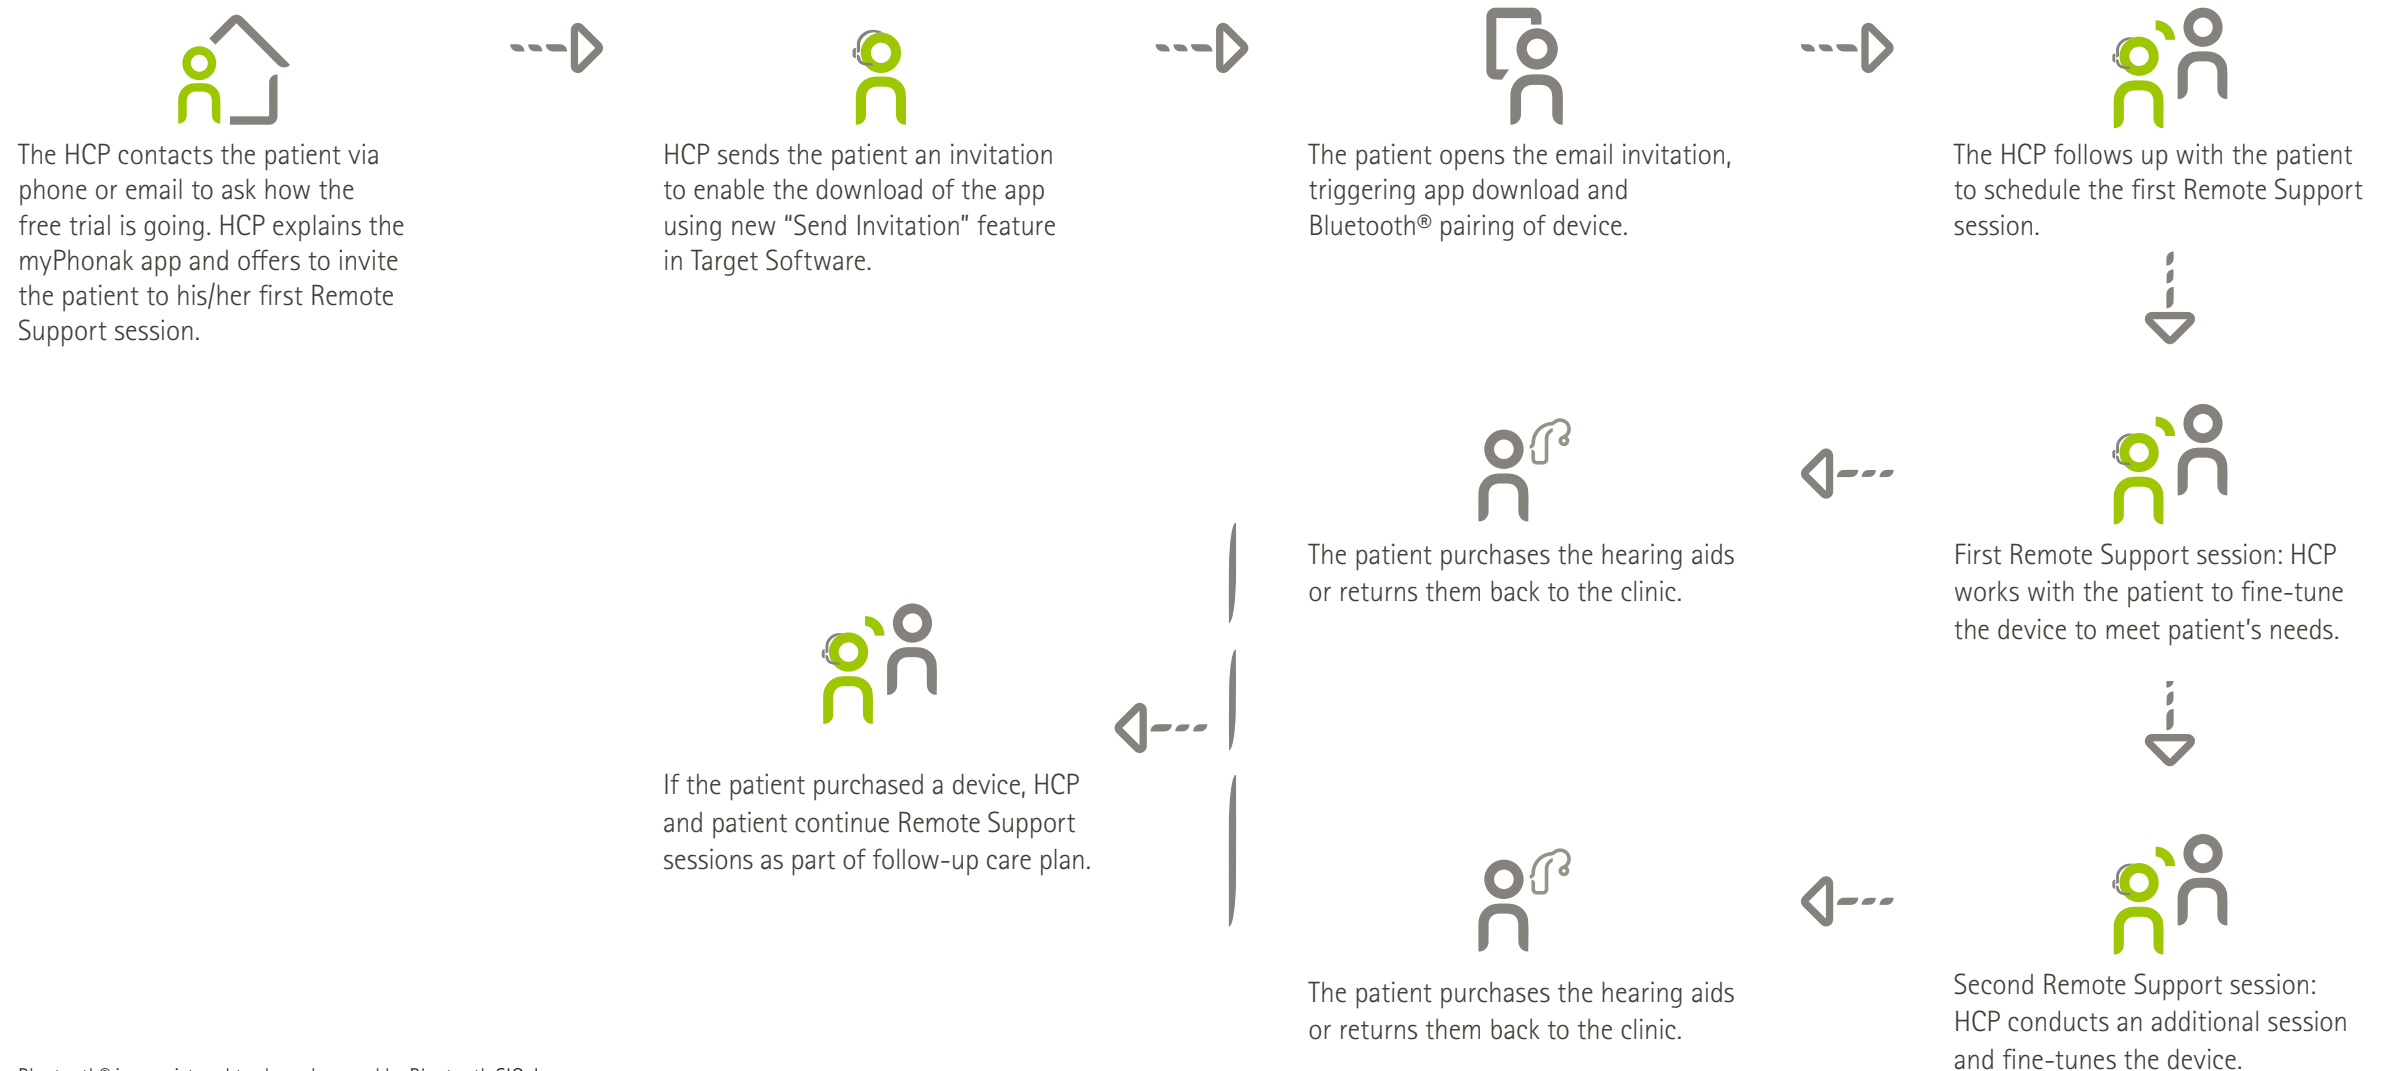 The HCP contacts the patient via
phone or email to ask how the
free trial is going. HCP explains the
myPhonak app and offers to invite
the patient to his/her first Remote
Support session.
HCP sends the patient an invitation
to enable the download of the app
using new “Send Invitation” feature
in Target Software.
The patient opens the email invitation,
triggering app download and
Bluetooth® pairing of device.
The HCP follows up with the patient
to schedule the first Remote Support
session.
First Remote Support session: HCP
works with the patient to fine-tune
the device to meet patient’s needs.
The patient purchases the hearing aids
or returns them back to the clinic.
Second Remote Support session:
HCP conducts an additional session
and fine-tunes the device.
The patient purchases the hearing aids
or returns them back to the clinic.
If the patient purchased a device, HCP
and patient continue Remote Support
sessions as part of follow-up care plan.